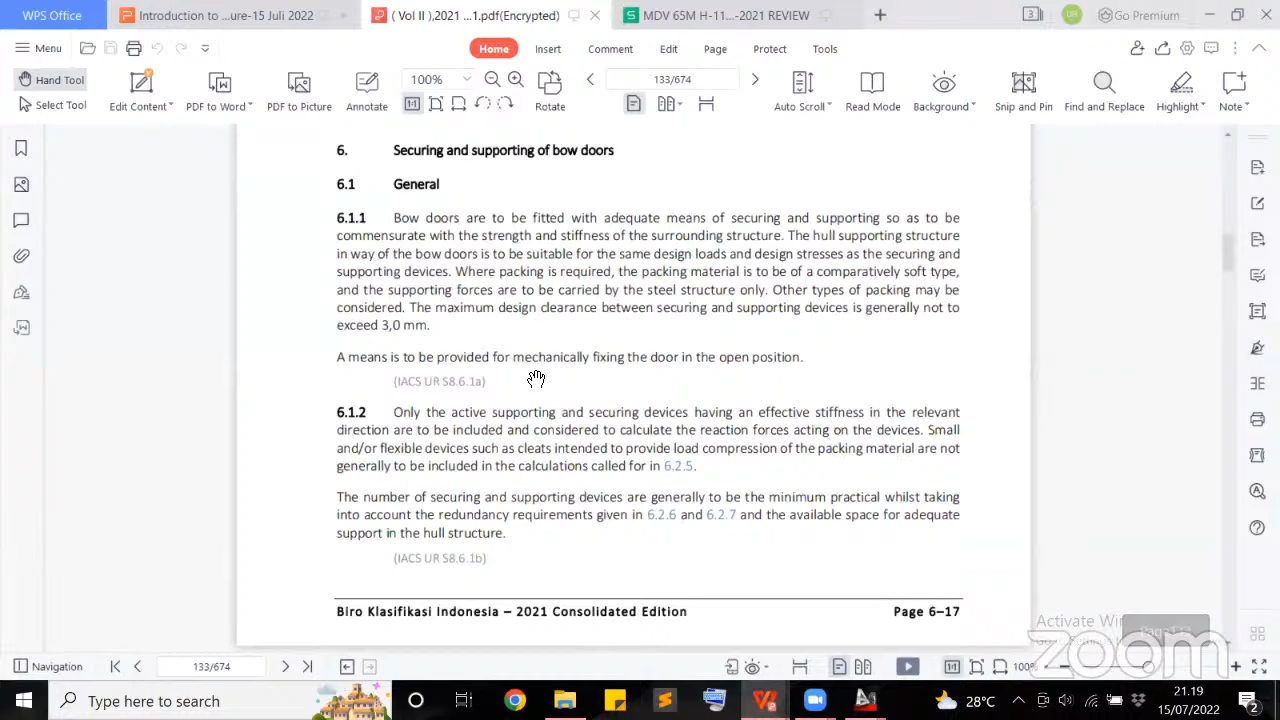 WPS Office
Introduction to ...ure-15 Juli 2022
( Vol II ),2021 ...1.pdf(Encrypted)
MDV 65M H-11...-2021 REVIEW
3
UR
Go Premium
Menu
Home
Insert
Comment
Edit
Page
Protect
Tools
Hand Tool
Select Tool
Edit Content
PDF to Word
PDF to Picture
Annotate
100%
Rotate
133/674
Auto Scroll
Read Mode
Background
Snip and Pin
Find and Replace
Highlight
Note
6. Securing and supporting of bow doors
6.1 General
6.1.1 Bow doors are to be fitted with adequate means of securing and supporting so as to be
commensurate with the strength and stiffness of the surrounding structure. The hull supporting structure
in way of the bow doors is to be suitable for the same design loads and design stresses as the securing and
supporting devices. Where packing is required, the packing material is to be of a comparatively soft type,
and the supporting forces are to be carried by the steel structure only. Other types of packing may be
considered. The maximum design clearance between securing and supporting devices is generally not to
exceed 3,0 mm.
A means is to be provided for mechanically fixing the door in the open position.
(IACS UR S8.6.1a)
6.1.2 Only the active supporting and securing devices having an effective stiffness in the relevant
direction are to be included and considered to calculate the reaction forces acting on the devices. Small
and/or flexible devices such as cleats intended to provide load compression of the packing material are not
generally to be included in the calculations called for in 6.2.5.
The number of securing and supporting devices are generally to be the minimum practical whilst taking
into account the redundancy requirements given in 6.2.6 and 6.2.7 and the available space for adequate
support in the hull structure.
(IACS UR S8.6.1b)
Biro Klasifikasi Indonesia – 2021 Consolidated Edition Page 6–17
Activate Wi
zoom
Navigation
133/674
100%
Type here to search
28°C
21.19
15/07/2022
2